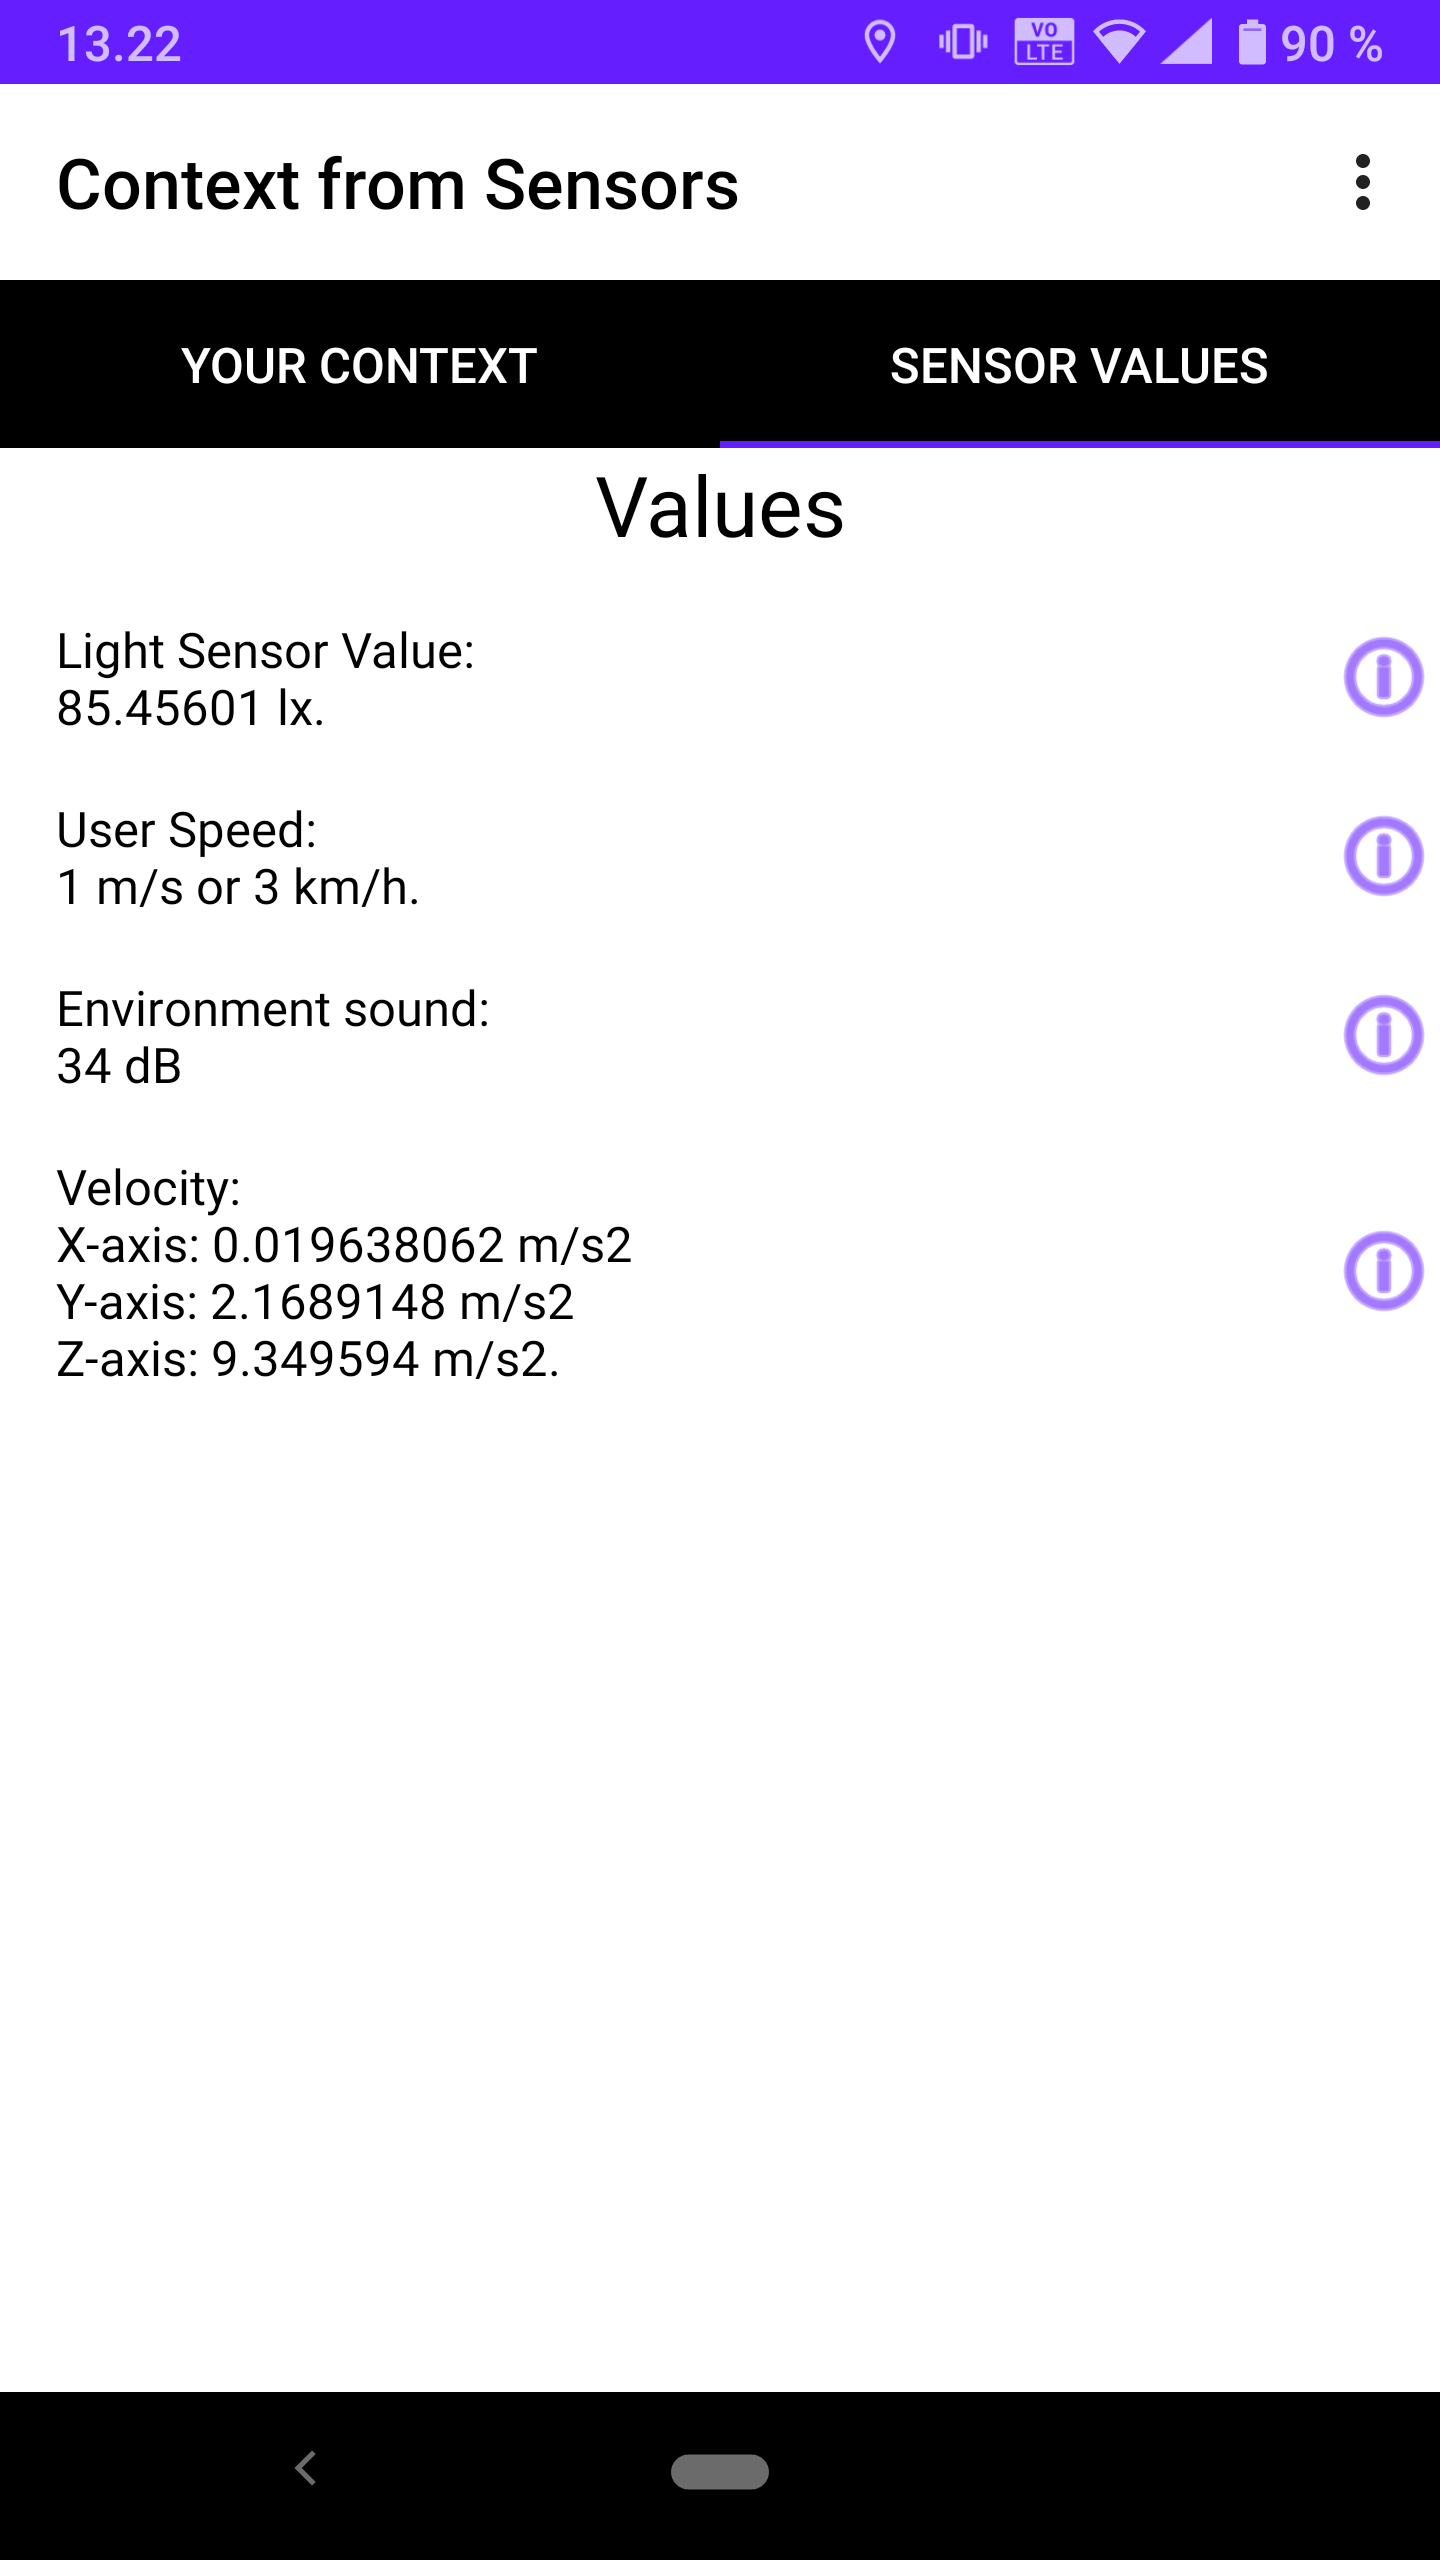 13.22
VO
LTE
90 %
Context from Sensors
YOUR CONTEXT
SENSOR VALUES
Values
Light Sensor Value:
85.45601 lx.
User Speed:
1 m/s or 3 km/h.
Environment sound:
34 dB
Velocity:
X-axis: 0.019638062 m/s2
Y-axis: 2.1689148 m/s2
Z-axis: 9.349594 m/s2.